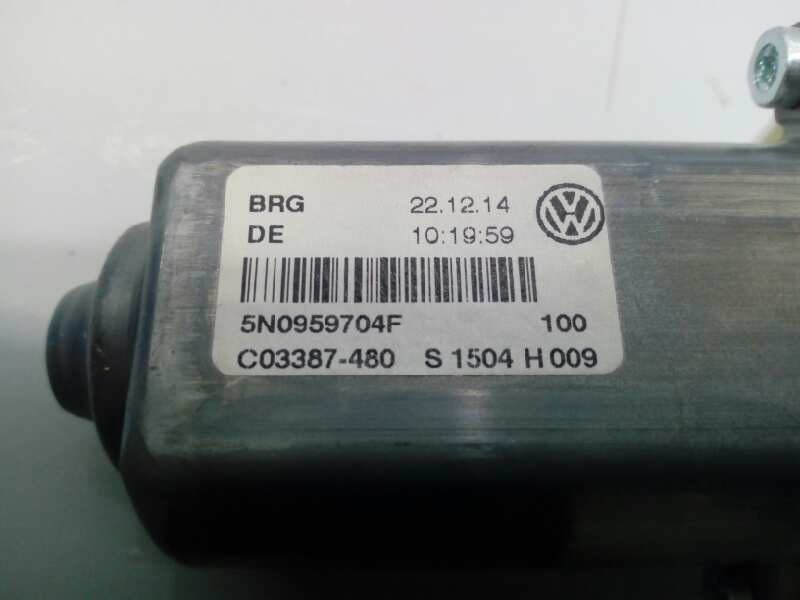 BRG 22.12.14
DE 10:19:59
5N0959704F 100
C03387-480 S 1504 H 009